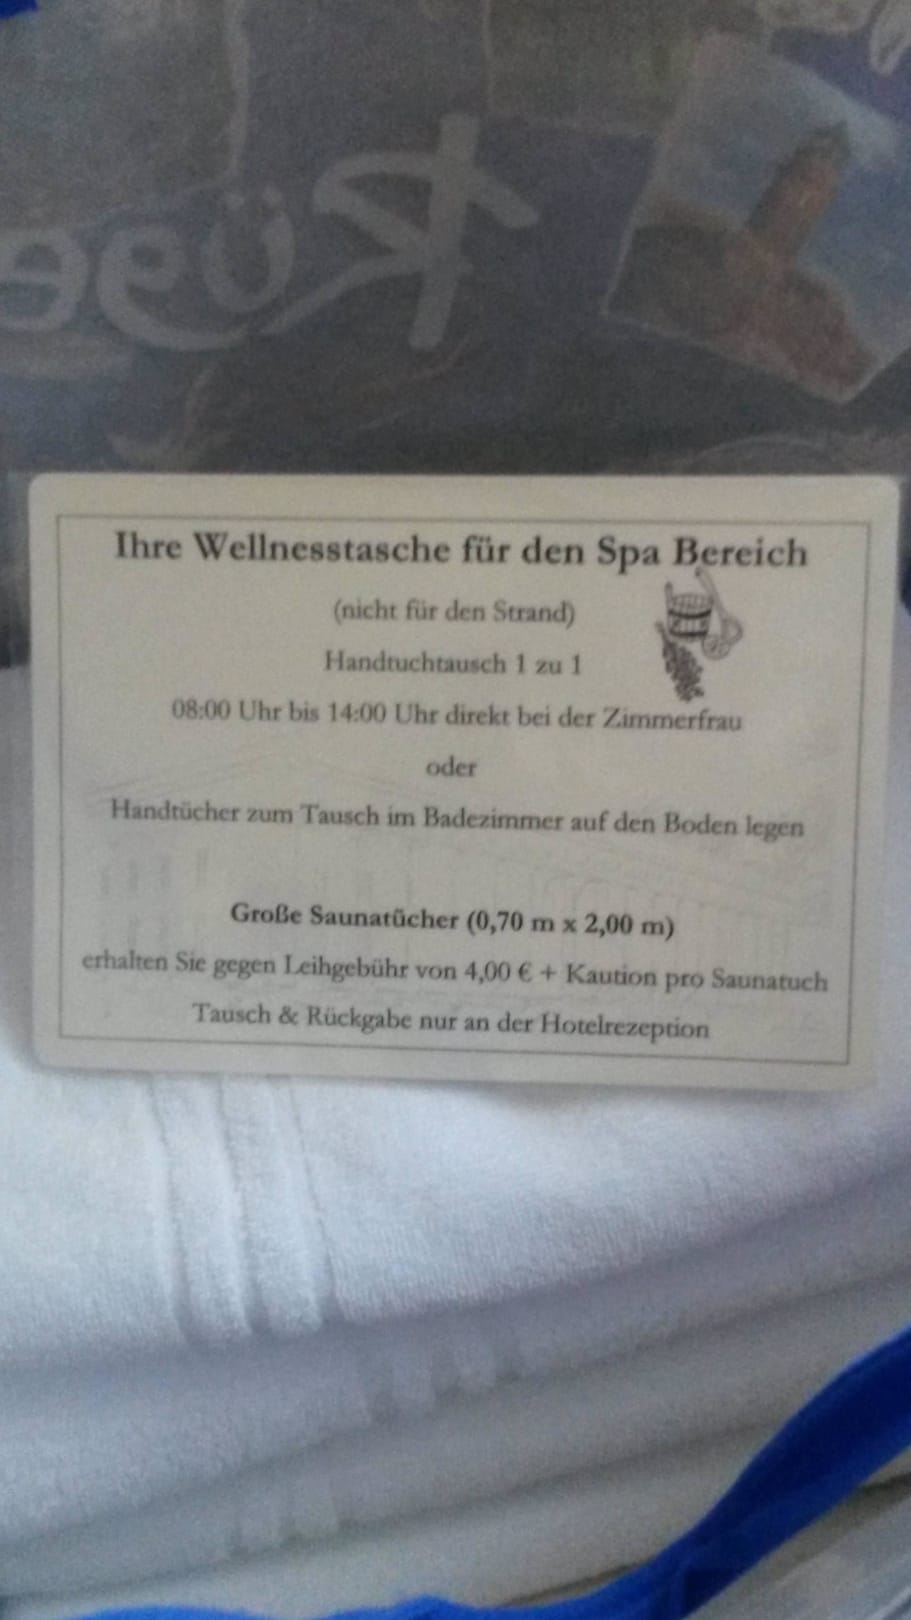 Rüge
Ihre Wellnesstasche für den Spa Bereich
(nicht für den Strand)
Handtuchtausch 1 zu 1
08:00 Uhr bis 14:00 Uhr direkt bei der Zimmerfrau
oder
Handtücher zum Tausch im Badezimmer auf den Boden legen
Große Saunatücher (0,70 m x 2,00 m)
erhalten Sie gegen Leihgebühr von 4,00 € + Kaution pro Saunatuch
Tausch & Rückgabe nur an der Hotelrezeption